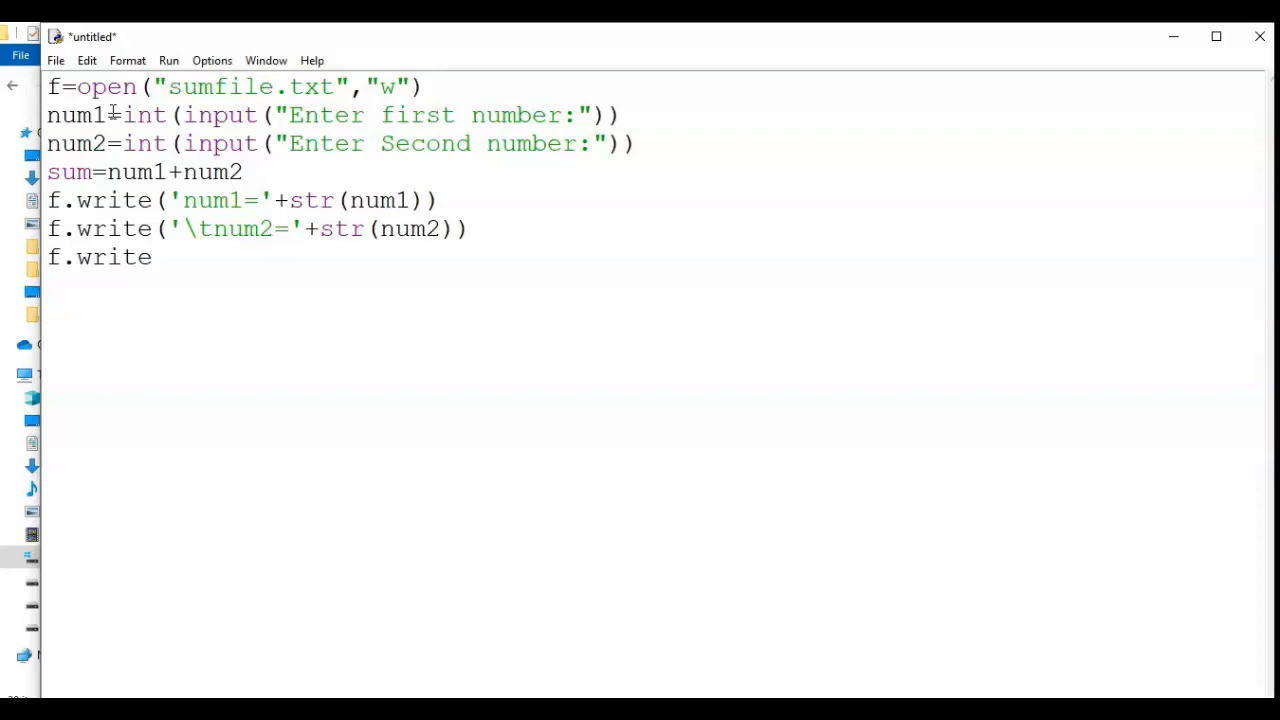 *untitled*
File
File Edit Format Run Options Window Help
f=open("sumfile.txt","w")
num1=int(input("Enter first number:"))
num2=int(input("Enter Second number:"))
sum=num1+num2
f.write('num1='+str(num1))
f.write('\tnum2='+str(num2))
f.write